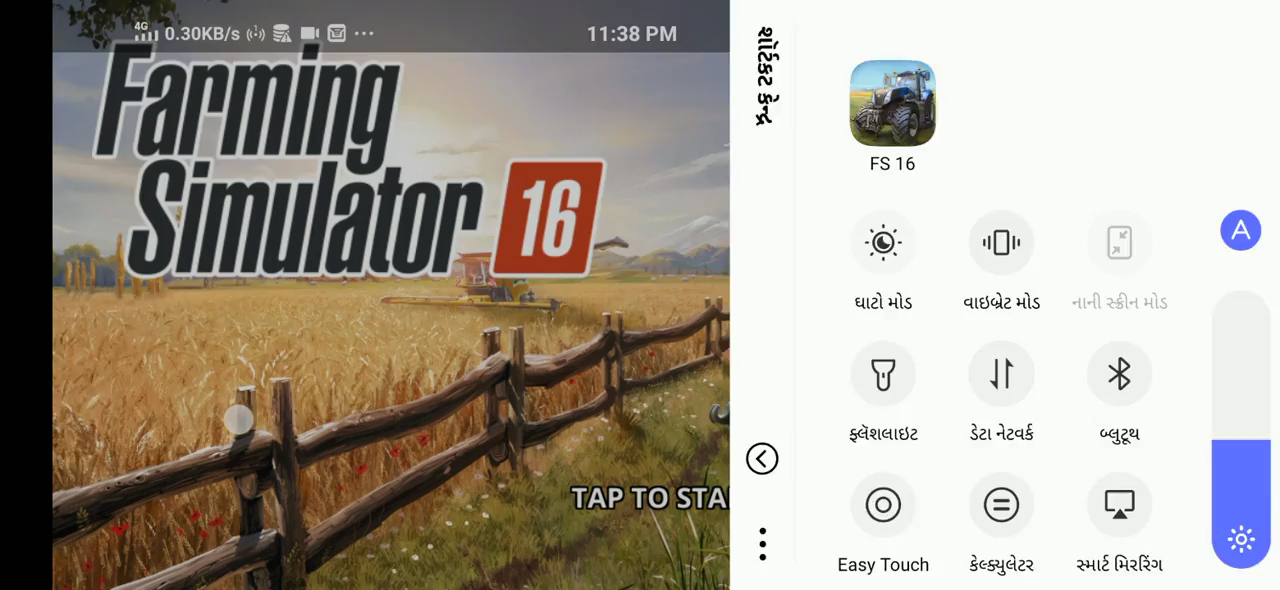 4G 0.30KB/s 11:38 PM
Farming
Simulator 16
TAP TO STA
શોર્ટકટ કેન્દ્ર
FS 16
A
ઘાટો મોડ
વાઇબ્રેટ મોડ
નાની સ્ક્રીન મોડ
ફ્લૅશલાઇટ
ડેટા નેટવર્ક
બ્લુટૂથ
Easy Touch
કેલ્ક્યુલેટર
સ્માર્ટ મિરરિંગ